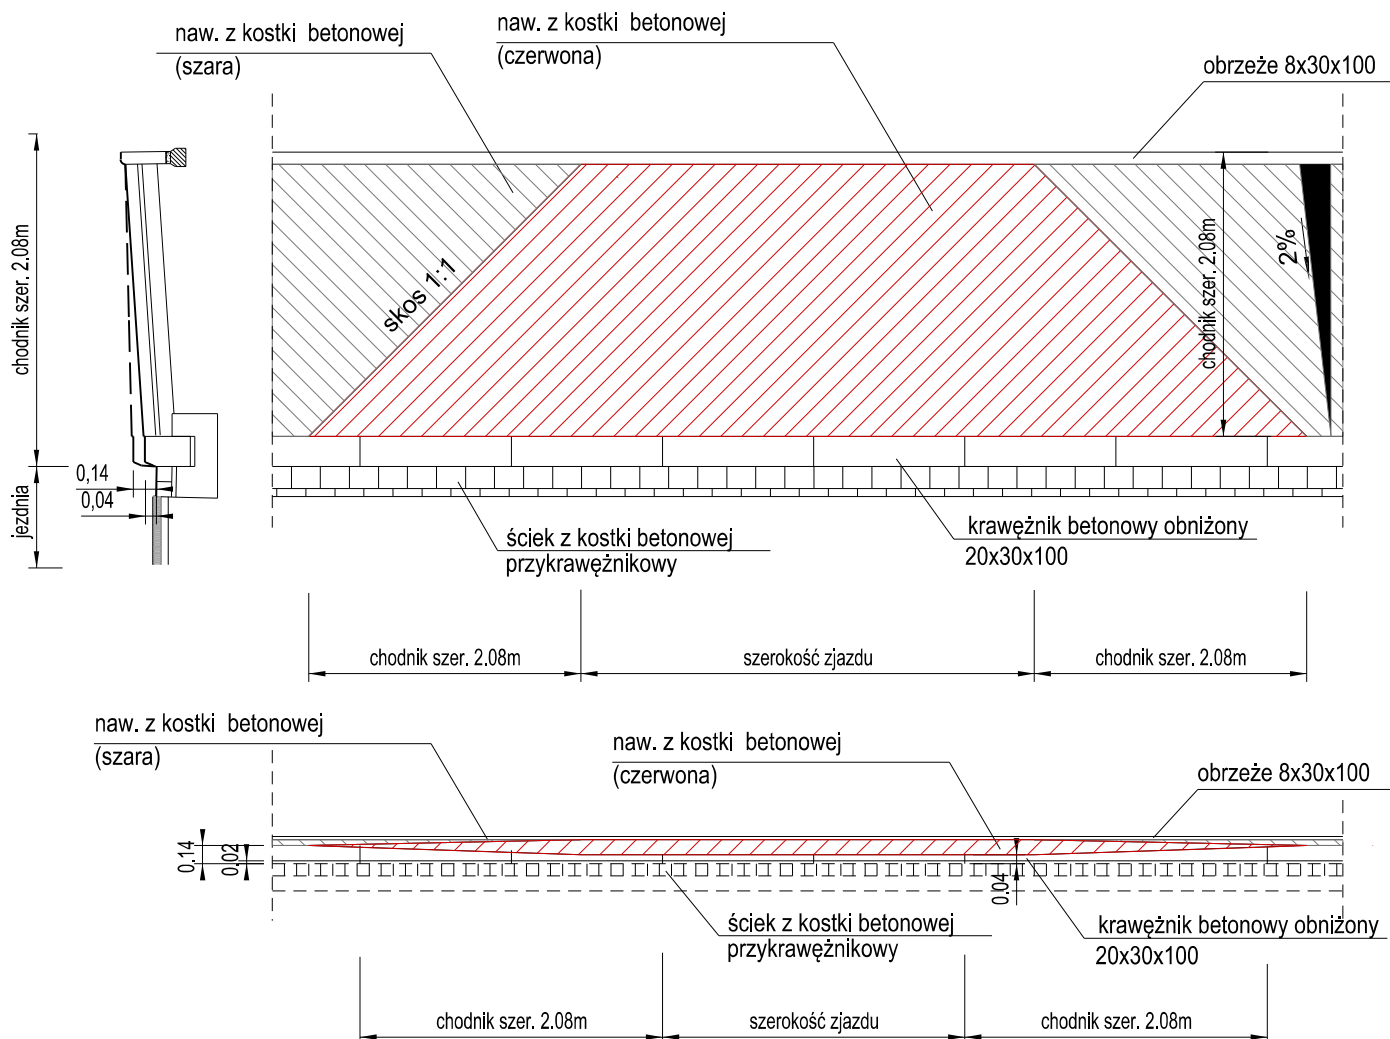 naw. z kostki betonowej
(szara)
naw. z kostki betonowej
(czerwona)
obrzeże 8x30x100
chodnik szer. 2.08m
skos 1:1
chodnik szer. 2.08m
2%
0,14
0,04
jezdnia
ściek z kostki betonowej
przykrawężnikowy
krawężnik betonowy obniżony
20x30x100
chodnik szer. 2.08m
szerokość zjazdu
chodnik szer. 2.08m
naw. z kostki betonowej
(szara)
naw. z kostki betonowej
(czerwona)
obrzeże 8x30x100
0.14
0.02
0.04
ściek z kostki betonowej
przykrawężnikowy
krawężnik betonowy obniżony
20x30x100
chodnik szer. 2.08m
szerokość zjazdu
chodnik szer. 2.08m